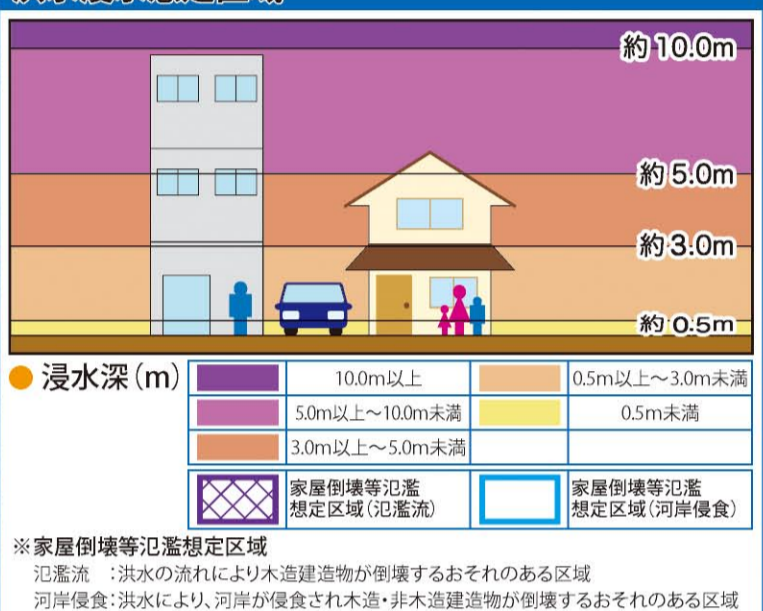 約10.0m
約5.0m
約3.0m
約0.5m
●浸水深(m)
10.0m以上
0.5m以上～3.0m未満
5.0m以上～10.0m未満
0.5m未満
3.0m以上～5.0m未満
家屋倒壊等氾濫
想定区域(氾濫流)
家屋倒壊等氾濫
想定区域(河岸侵食)
※家屋倒壊等氾濫想定区域
氾濫流　：洪水の流れにより木造建造物が倒壊するおそれのある区域
河岸侵食：洪水により、河岸が侵食され木造・非木造建造物が倒壊するおそれのある区域